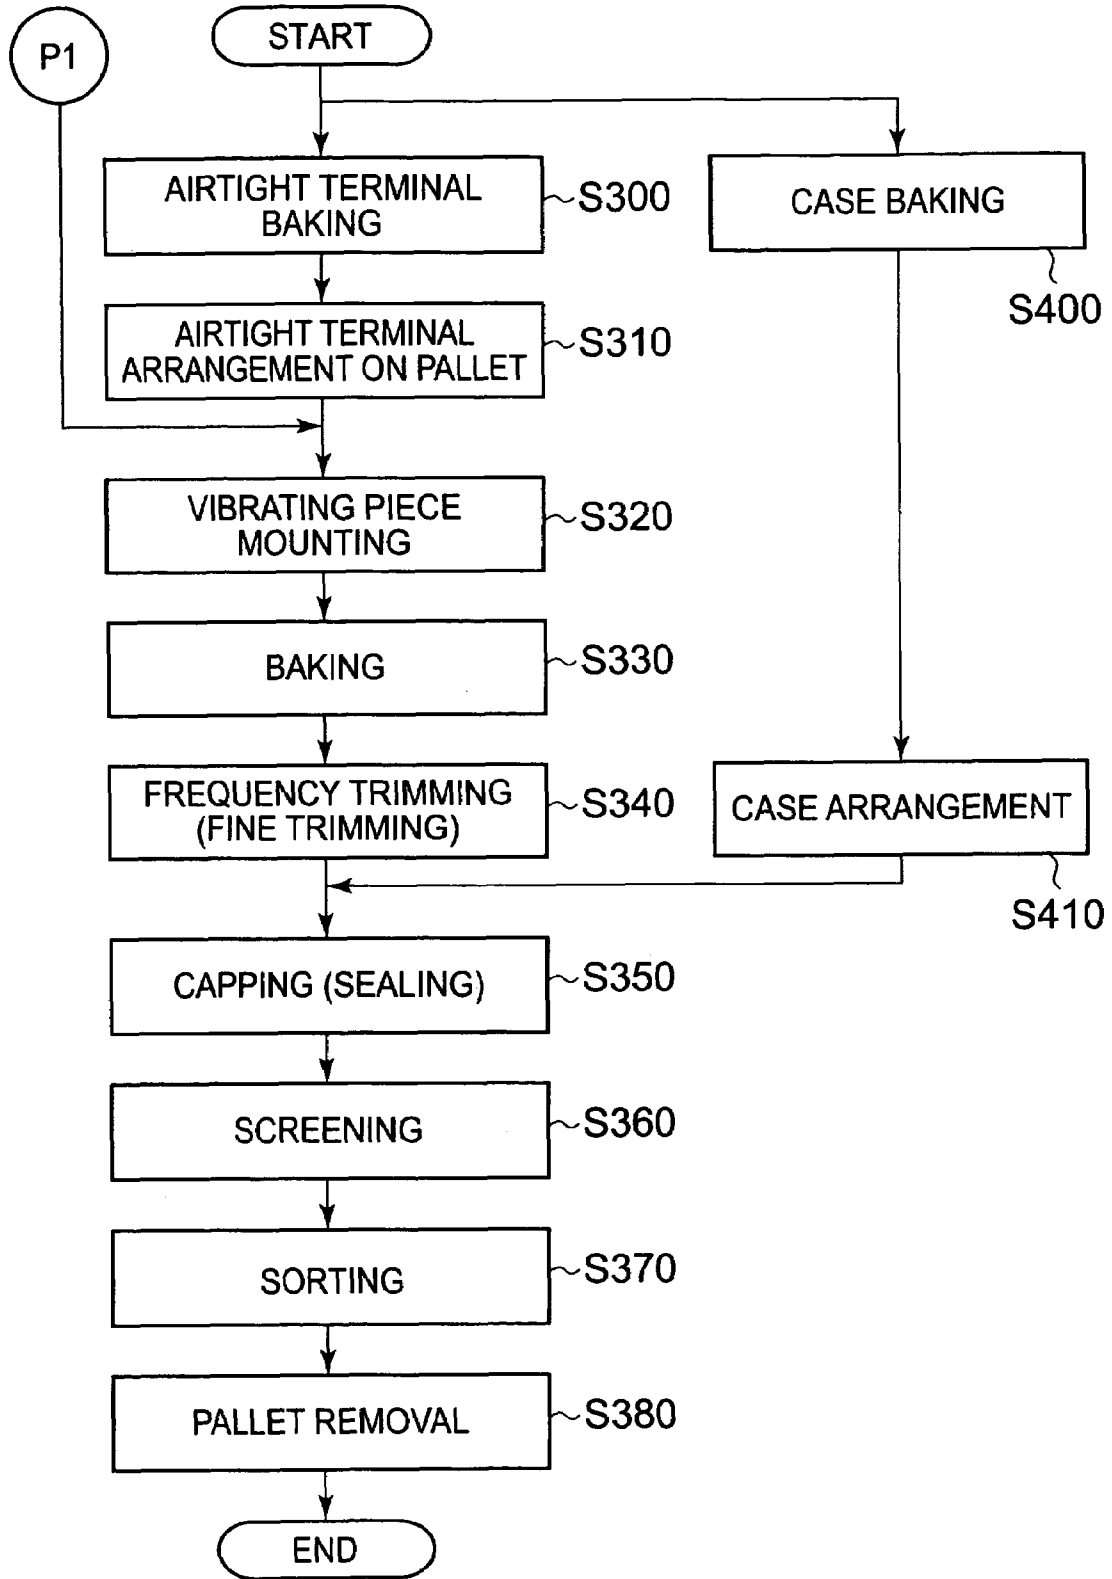 P1
START
AIRTIGHT TERMINAL
BAKING
S300
CASE BAKING
S400
AIRTIGHT TERMINAL
ARRANGEMENT ON PALLET
S310
VIBRATING PIECE
MOUNTING
S320
BAKING
S330
FREQUENCY TRIMMING
(FINE TRIMMING)
S340
CASE ARRANGEMENT
S410
CAPPING (SEALING)
S350
SCREENING
S360
SORTING
S370
PALLET REMOVAL
S380
END